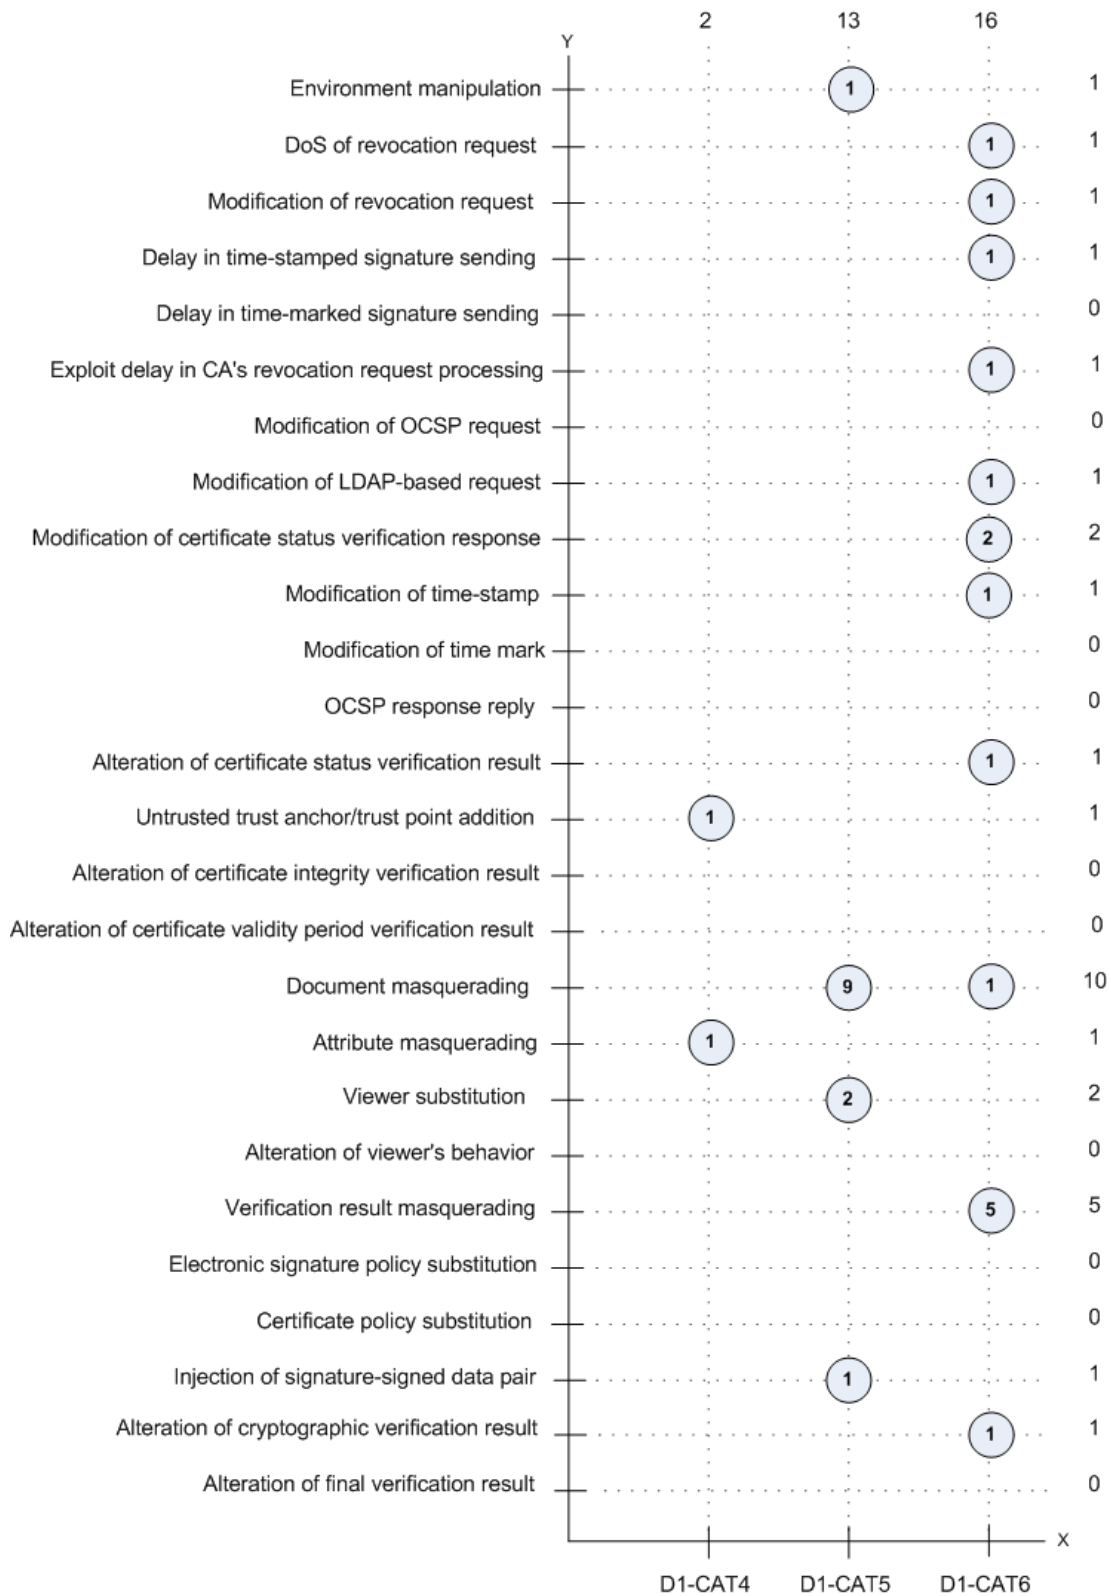 2 13 16
Y
Environment manipulation 1 1
DoS of revocation request 1 1
Modification of revocation request 1 1
Delay in time-stamped signature sending 1 1
Delay in time-marked signature sending 0
Exploit delay in CA's revocation request processing 1 1
Modification of OCSP request 0
Modification of LDAP-based request 1 1
Modification of certificate status verification response 2 2
Modification of time-stamp 1 1
Modification of time mark 0
OCSP response reply 0
Alteration of certificate status verification result 1 1
Untrusted trust anchor/trust point addition 1 1
Alteration of certificate integrity verification result 0
Alteration of certificate validity period verification result 0
Document masquerading 9 1 10
Attribute masquerading 1 1
Viewer substitution 2 2
Alteration of viewer's behavior 0
Verification result masquerading 5 5
Electronic signature policy substitution 0
Certificate policy substitution 0
Injection of signature-signed data pair 1 1
Alteration of cryptographic verification result 1 1
Alteration of final verification result 0
X
D1-CAT4 D1-CAT5 D1-CAT6